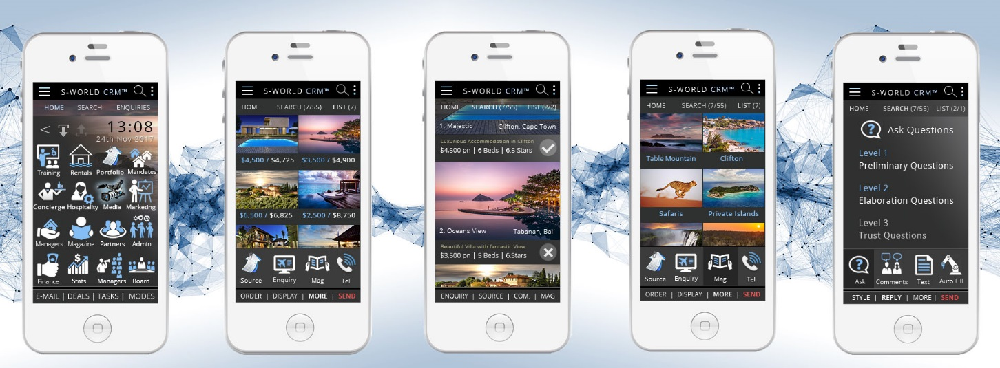 S-WORLD CRM™
HOME SEARCH ENQUIRIES
13:08
24th Nov 2017
Training Rentals Portfolio Mandates
Concierge Hospitality Media Marketing
Managers Magazine Partners Admin
Finance Stats Managers Board
E-MAIL | DEALS | TASKS | MODES
S-WORLD CRM™
HOME SEARCH (7/55) LIST (7)
$4,500 / $4,725 $3,500 / $4,900
$6,500 / $6,825 $2,500 / $8,750
Source Enquiry Mag Tel
ORDER | DISPLAY | MORE | SEND
S-WORLD CRM™
HOME SEARCH (7/55) LIST (2/2)
1. Majestic Clifton, Cape Town
Luxurious Accommodation in Clifton
$4,500 pn | 6 Beds | 6.5 Stars
2. Oceans View Tabanan, Bali
Beautiful Villa with fantastic View
$3,500 pn | 5 Beds | 6.Stars
ENQUIRY | SOURCE | COM. | MAG
S-WORLD CRM™
HOME SEARCH (7/55) LIST (7)
Table Mountain Clifton
Safaris Private Islands
Source Enquiry Mag Tel
ORDER | DISPLAY | MORE | SEND
S-WORLD CRM™
HOME SEARCH (7/55) LIST (2/1)
? Ask Questions
Level 1
Preliminary Questions
Level 2
Elaboration Questions
Level 3
Trust Questions
?
Ask Comments Text Auto Fill
STYLE | REPLY | MORE | SEND